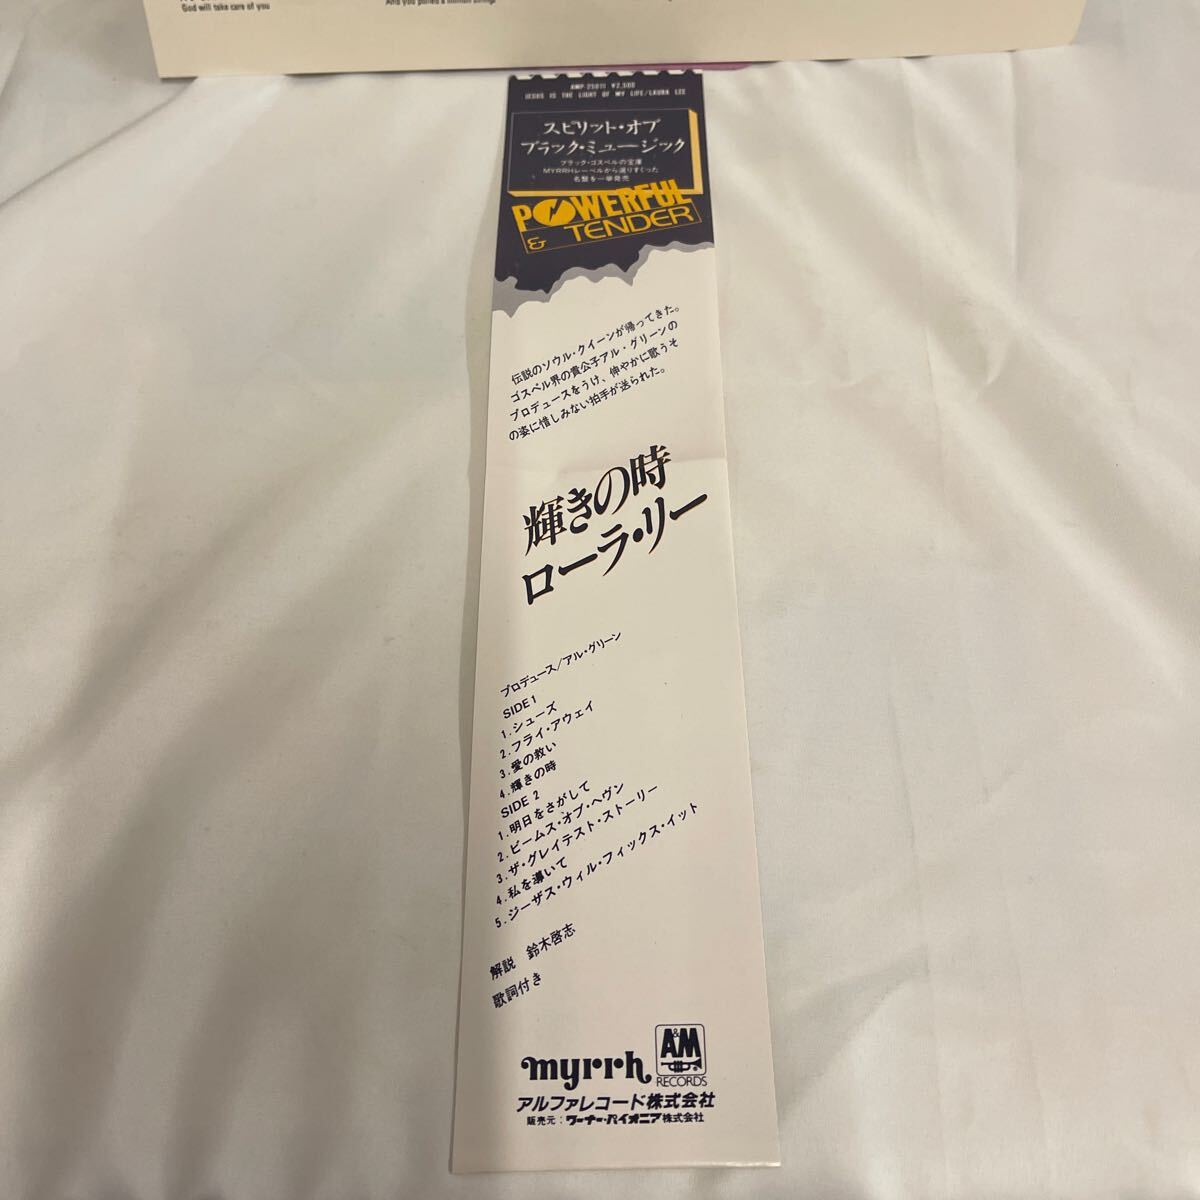 God will take care of you
AMP-25011 ¥2,500
JESUS IS THE LIGHT OF MY LIFE/LAURA LEE
スピリット・オブ
ブラック・ミュージック
ブラック・ゴスペルの宝庫
MYRRHレーベルから選りすぐった
名盤を一挙発売
POWERFUL
& TENDER
伝説のソウル・クイーンが帰ってきた。
ゴスペル界の貴公子アル・グリーンの
プロデュースをうけ、伸やかに歌うそ
の姿に惜しみない拍手が送られた。
輝きの時
ローラ・リー
プロデュース/アル・グリーン
SIDE 1
1. シューズ
2. フライ・アウェイ
3. 愛の救い
4. 輝きの時
SIDE 2
1. 明日をさがして
2. ビームス・オブ・ヘヴン
3. ザ・グレイテスト・ストーリー
4. 私を導いて
5. ジーザス・ウィル・フィックス・イット
解説 鈴木啓志
歌詞付き
myrrh
A&M
RECORDS
アルファレコード株式会社
販売元：ワーナー・パイオニア株式会社